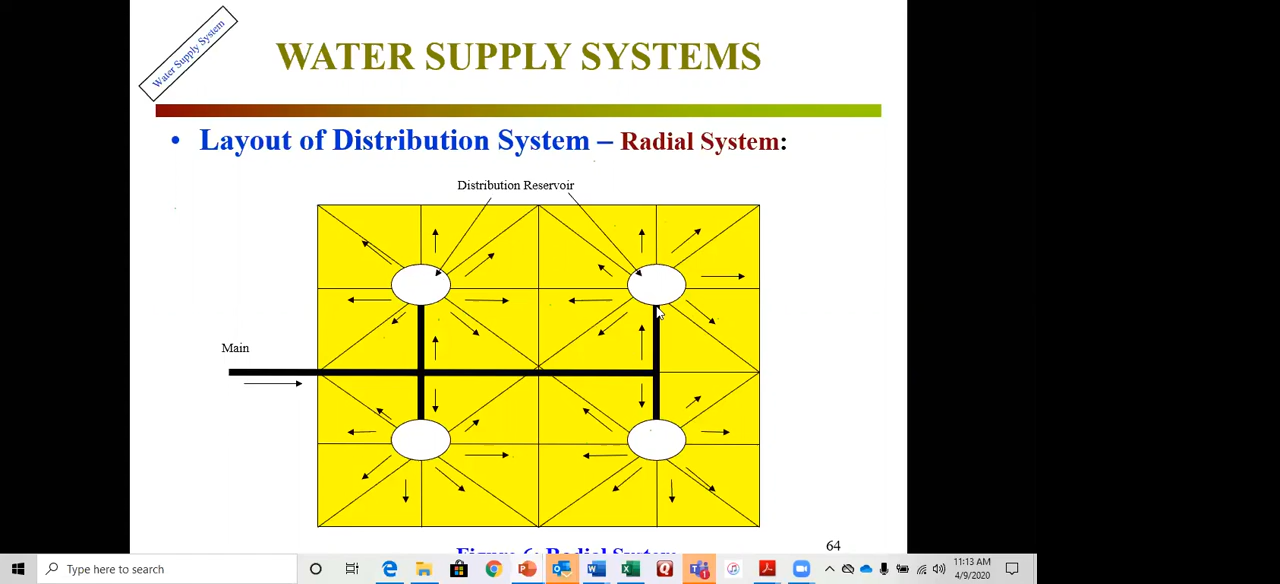 Water Supply System
WATER SUPPLY SYSTEMS
• Layout of Distribution System – Radial System:
Distribution Reservoir
Main
Figure 6: Radial System
64
Type here to search
11:13 AM
4/9/2020